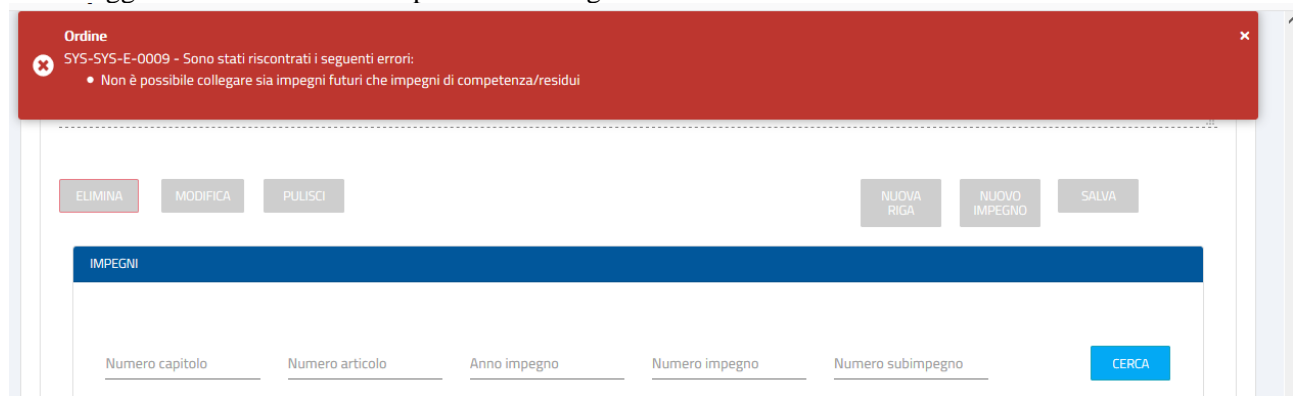 Ordine
SYS-SYS-E-0009 - Sono stati riscontrati i seguenti errori:
Non è possibile collegare sia impegni futuri che impegni di competenza/residui
ELIMINA MODIFICA PULISCI NUOVA RIGA NUOVO IMPEGNO SALVA
IMPEGNI
Numero capitolo Numero articolo Anno impegno Numero impegno Numero subimpegno CERCA